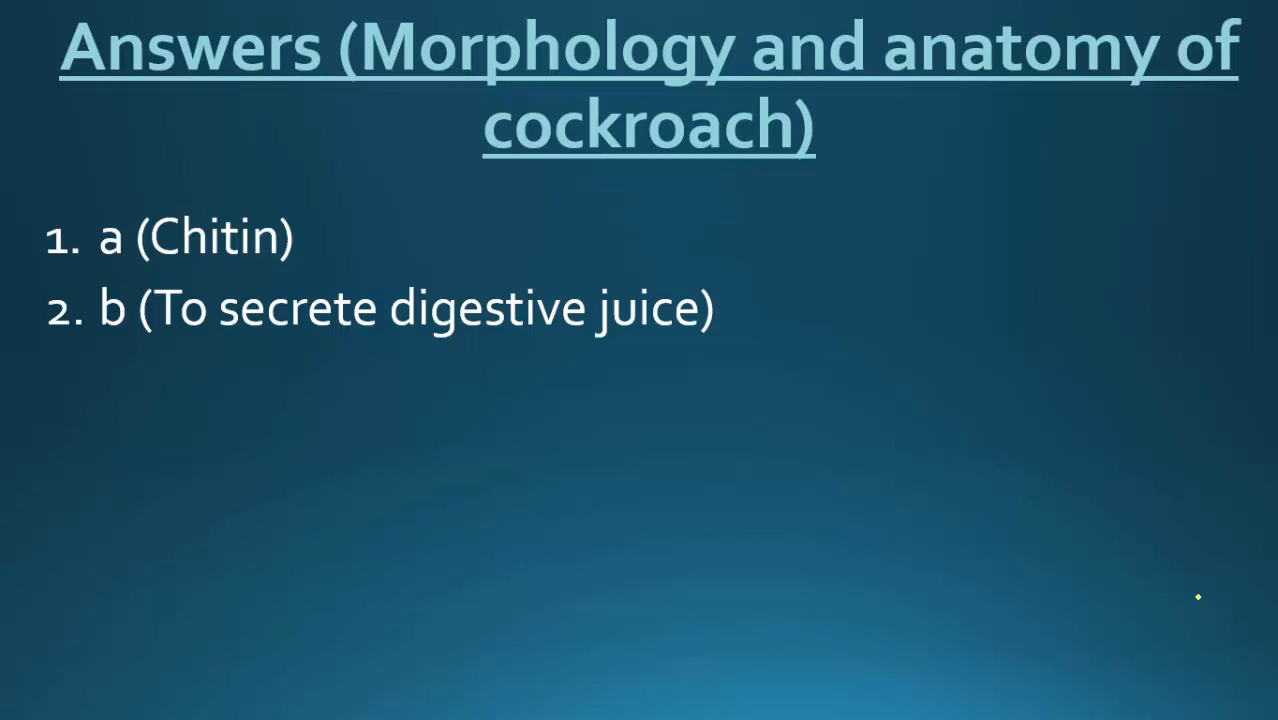 Answers (Morphology and anatomy of
cockroach)
1. a (Chitin)
2. b (To secrete digestive juice)